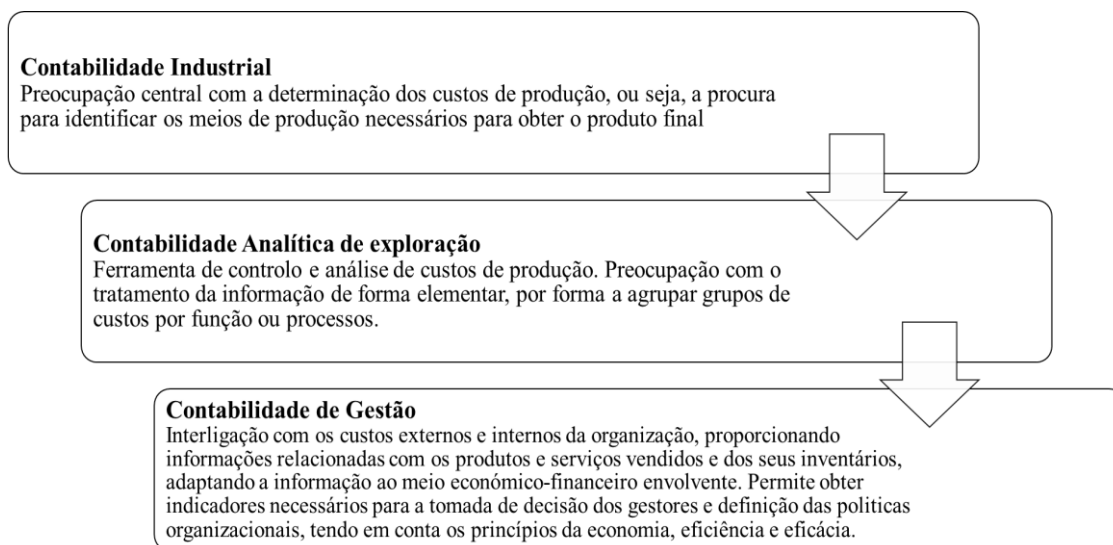 Contabilidade Industrial
Preocupação central com a determinação dos custos de produção, ou seja, a procura
para identificar os meios de produção necessários para obter o produto final
Contabilidade Analítica de exploração
Ferramenta de controlo e análise de custos de produção. Preocupação com o
tratamento da informação de forma elementar, por forma a agrupar grupos de
custos por função ou processos.
Contabilidade de Gestão
Interligação com os custos externos e internos da organização, proporcionando
informações relacionadas com os produtos e serviços vendidos e dos seus inventários,
adaptando a informação ao meio económico-financeiro envolvente. Permite obter
indicadores necessários para a tomada de decisão dos gestores e definição das politicas
organizacionais, tendo em conta os princípios da economia, eficiência e eficácia.